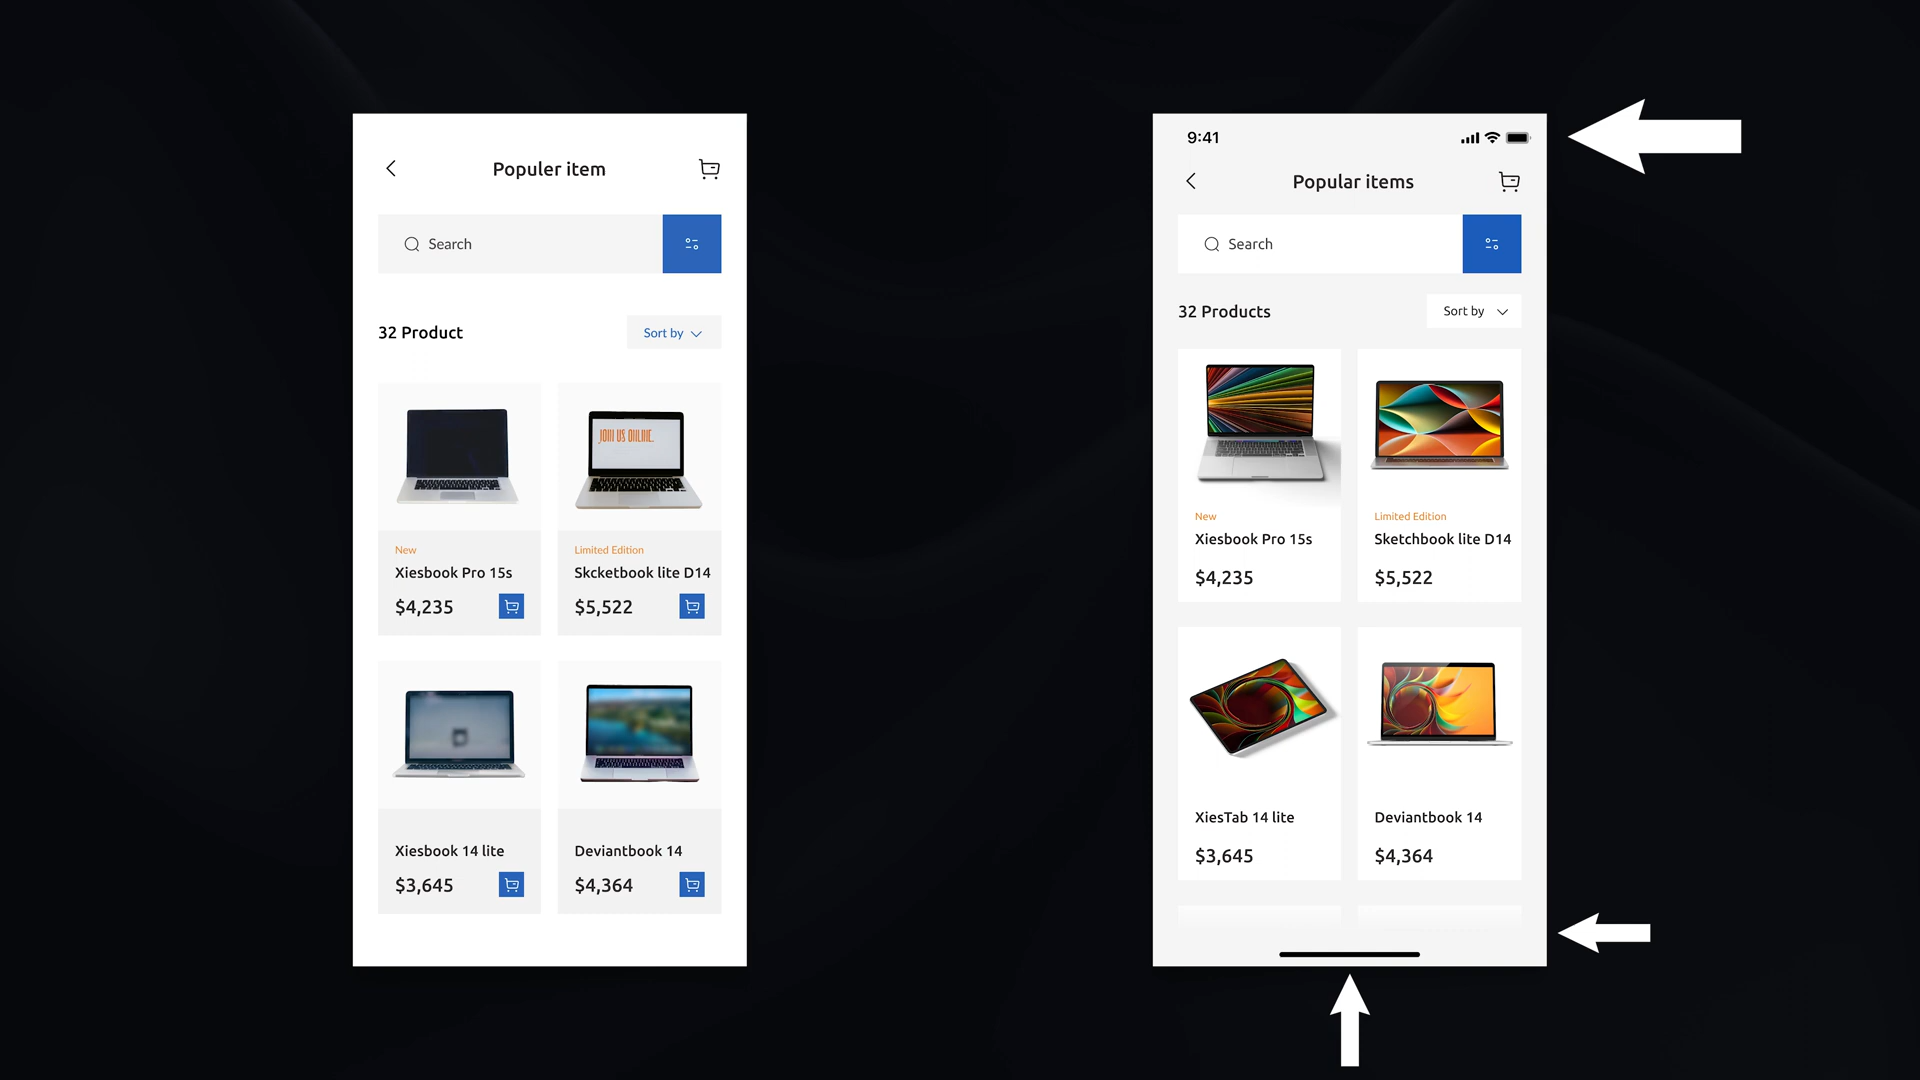 Populer item
Search
32 Product
Sort by
JOIN US ONLINE.
New
Xiesbook Pro 15s
$4,235
Limited Edition
Skcketbook lite D14
$5,522
Xiesbook 14 lite
$3,645
Deviantbook 14
$4,364
9:41
Popular items
Search
32 Products
Sort by
New
Xiesbook Pro 15s
$4,235
Limited Edition
Sketchbook lite D14
$5,522
XiesTab 14 lite
$3,645
Deviantbook 14
$4,364